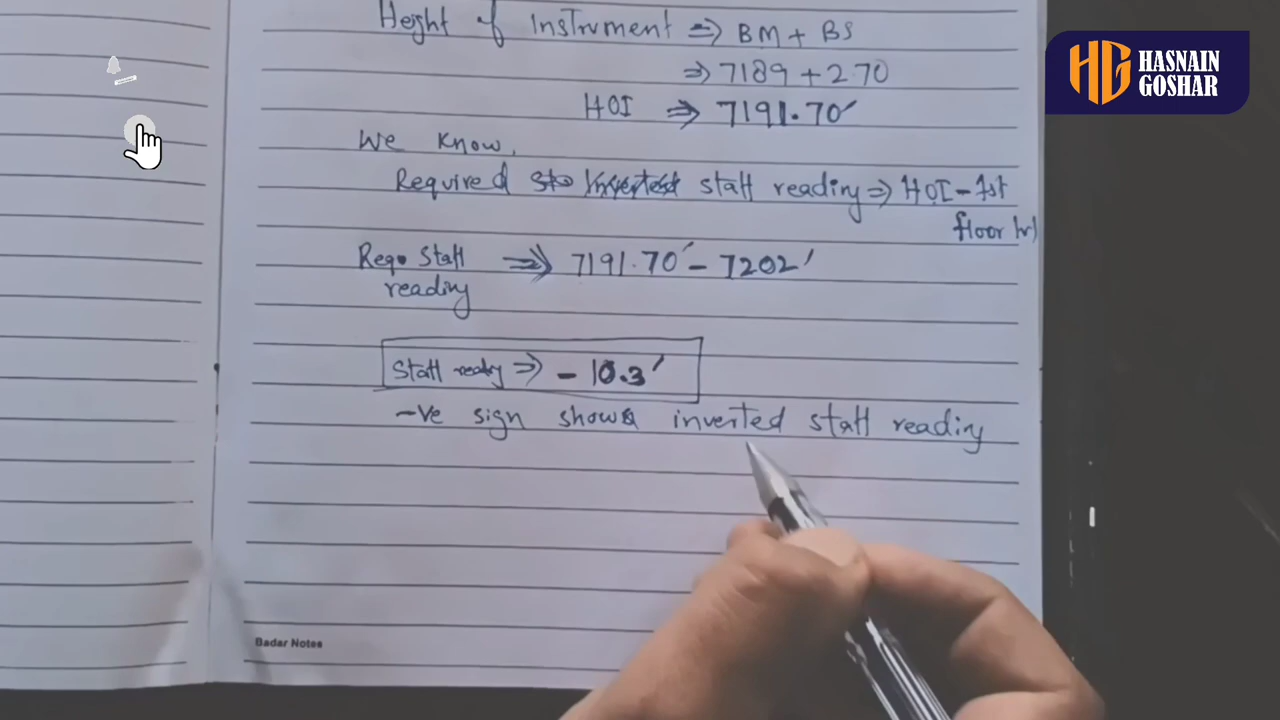 Height of Instrument ⇒ BM + BS
⇒ 7189 + 2.70
HOI ⇒ 7191.70'
We Know,
Required staff reading ⇒ HOI - 1st
floor lvl
Req. Staff
reading ⇒ 7191.70' - 7202'
Staff reading ⇒ - 10.3'
-ve sign shows inverted staff reading
Badar Notes
HG HASNAIN
GOSHAR